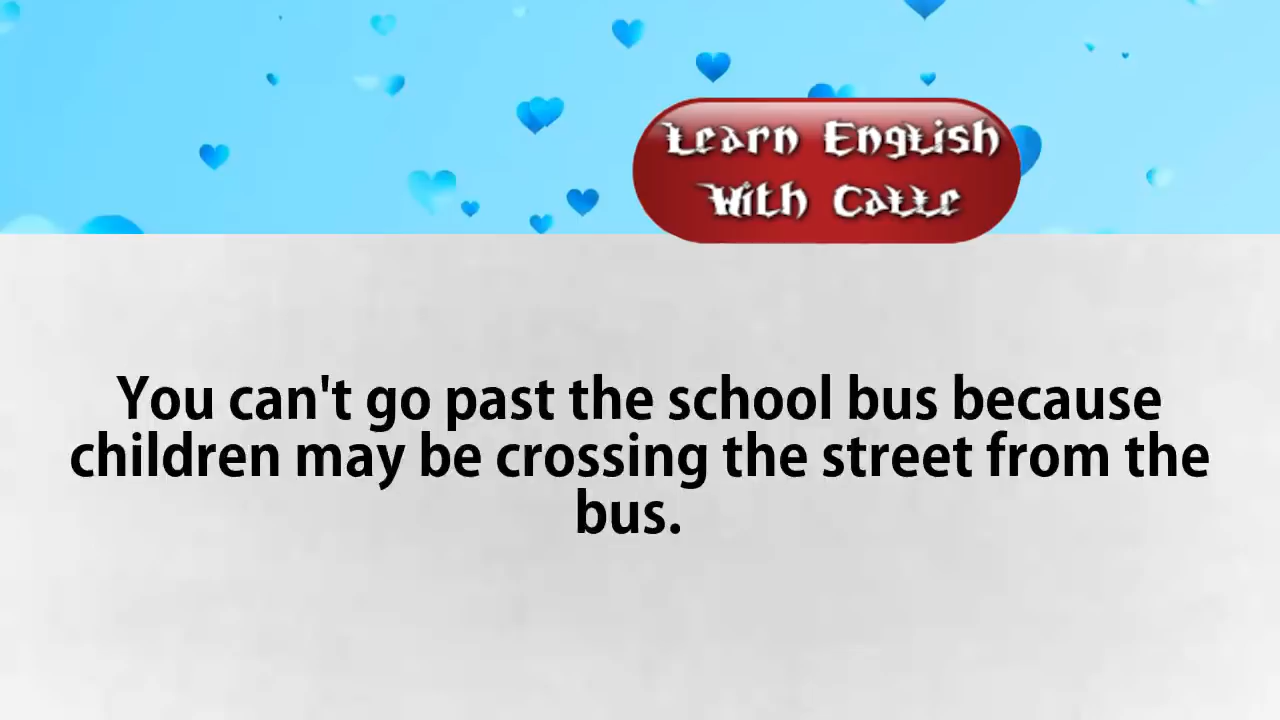 Learn English
With Catte
You can't go past the school bus because
children may be crossing the street from the
bus.